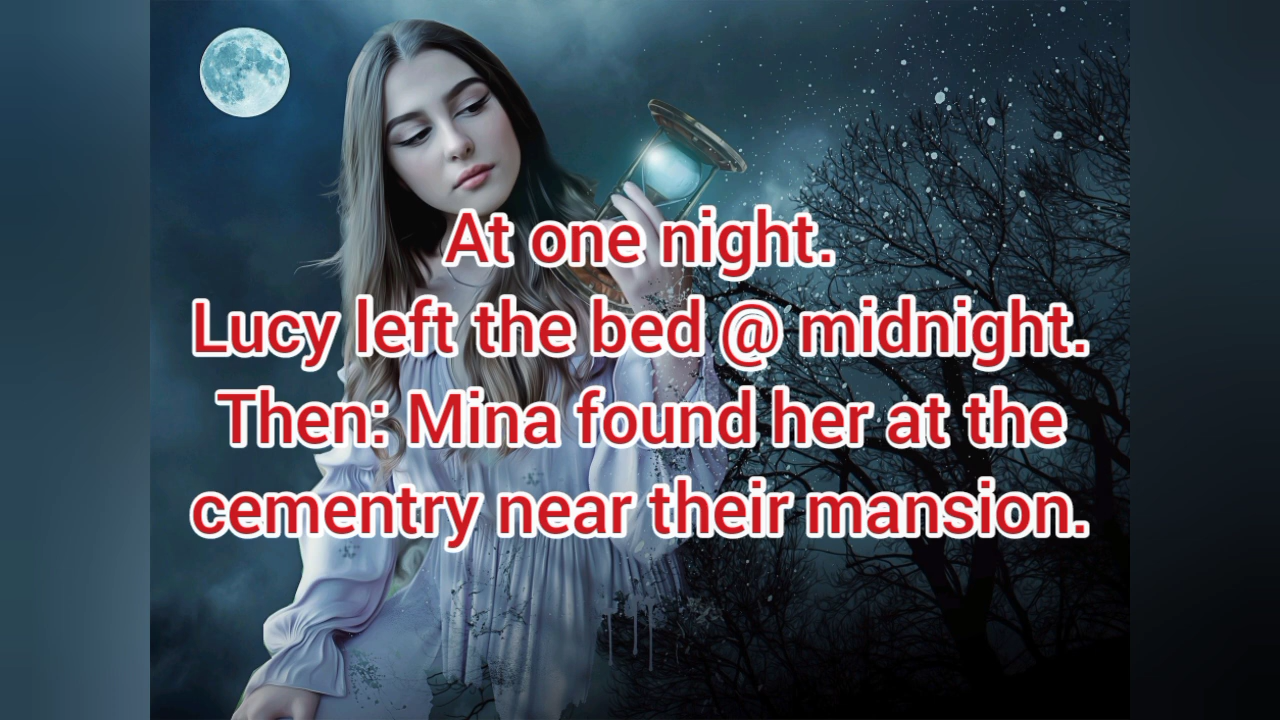 At one night.
Lucy left the bed @ midnight.
Then: Mina found her at the
cementry near their mansion.